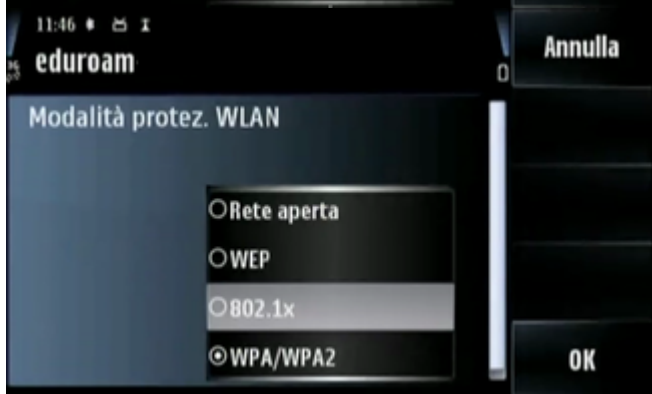 11:46
eduroam
Annulla
Modalità protez. WLAN
Rete aperta
WEP
802.1x
WPA/WPA2
OK